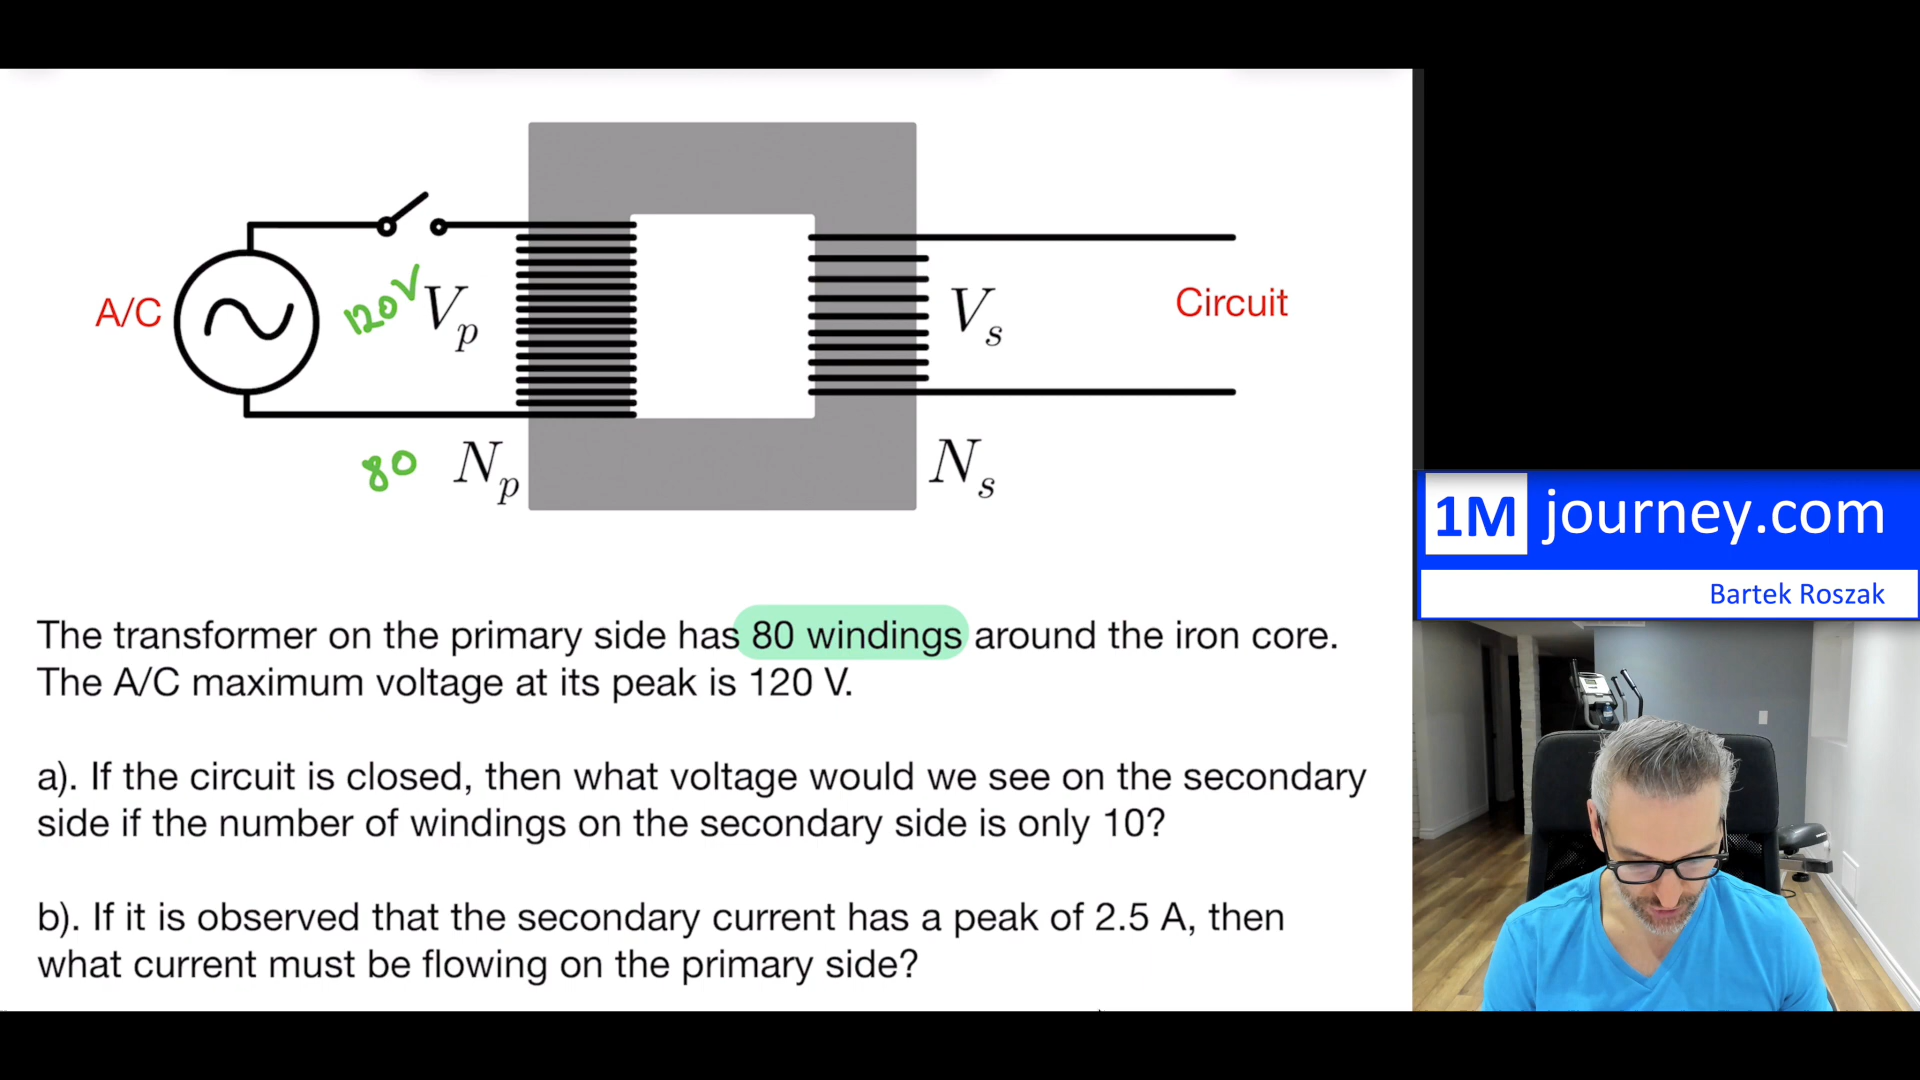 A/C
120V
Vp
Vs
Circuit
80
Np
Ns
1M journey.com
Bartek Roszak
The transformer on the primary side has 80 windings around the iron core.
The A/C maximum voltage at its peak is 120 V.
a). If the circuit is closed, then what voltage would we see on the secondary
side if the number of windings on the secondary side is only 10?
b). If it is observed that the secondary current has a peak of 2.5 A, then
what current must be flowing on the primary side?